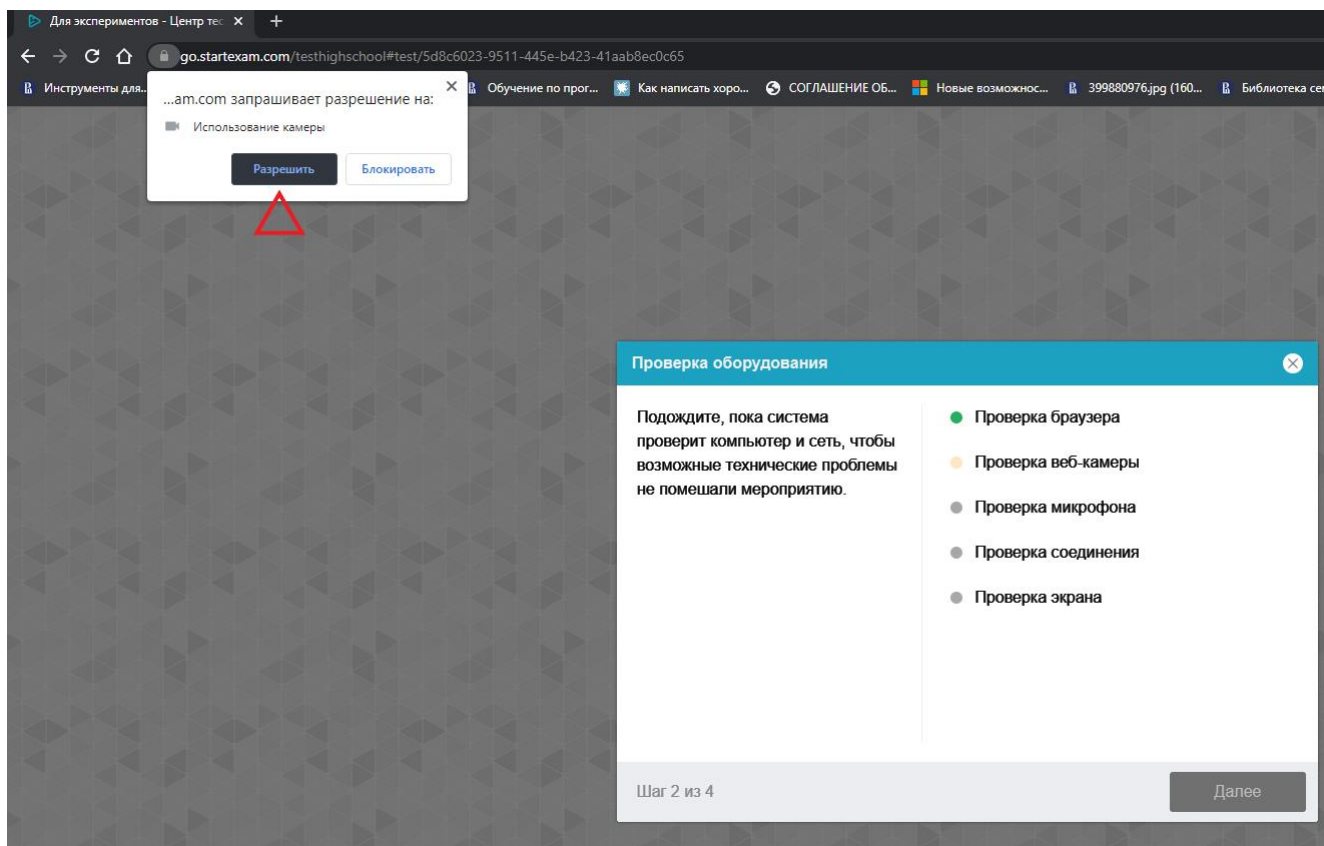 Для экспериментов - Центр тес
go.startexam.com/testhighschool#test/5d8c6023-9511-445e-b423-41aab8ec0c65
Инструменты для... Обучение по прог... Как написать хоро... СОГЛАШЕНИЕ ОБ... Новые возможнос... 399880976.jpg (160... Библиотека сег
...am.com запрашивает разрешение на:
Использование камеры
Разрешить Блокировать
Проверка оборудования
Подождите, пока система
проверит компьютер и сеть, чтобы
возможные технические проблемы
не помешали мероприятию.
Проверка браузера
Проверка веб-камеры
Проверка микрофона
Проверка соединения
Проверка экрана
Шаг 2 из 4
Далее